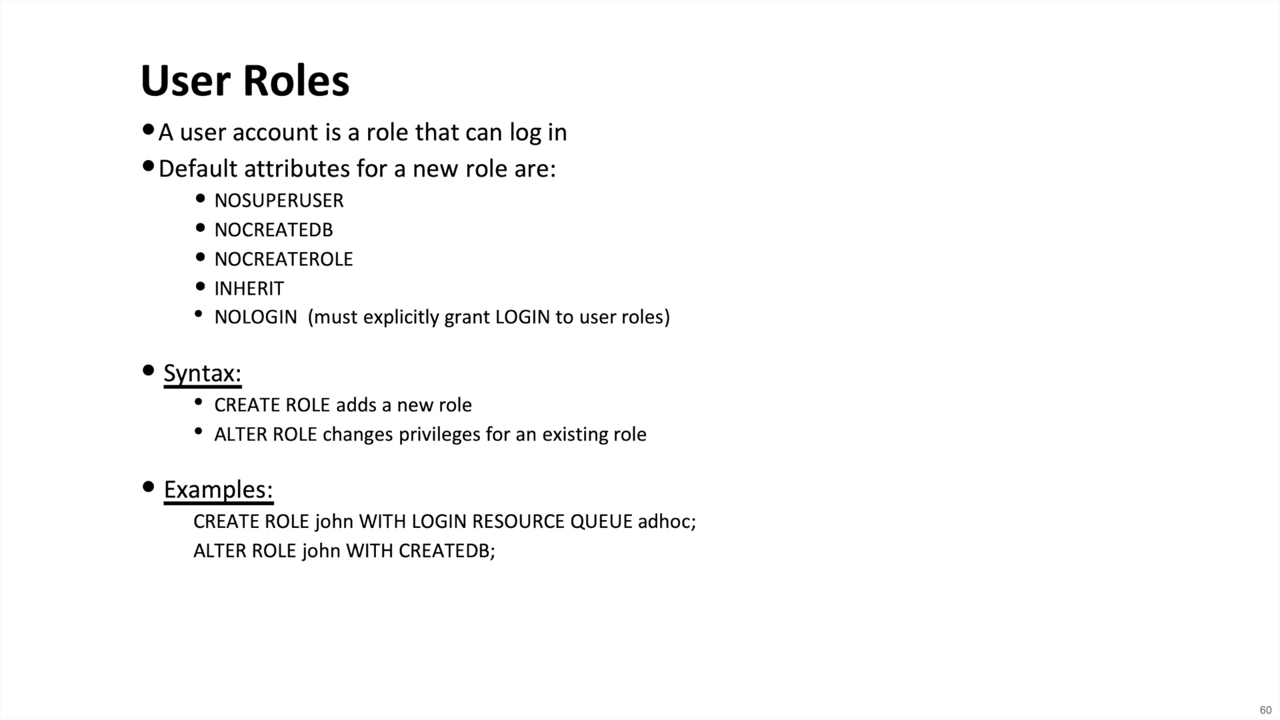 User Roles
•A user account is a role that can log in
•Default attributes for a new role are:
• NOSUPERUSER
• NOCREATEDB
• NOCREATEROLE
• INHERIT
• NOLOGIN (must explicitly grant LOGIN to user roles)
• Syntax:
• CREATE ROLE adds a new role
• ALTER ROLE changes privileges for an existing role
• Examples:
CREATE ROLE john WITH LOGIN RESOURCE QUEUE adhoc;
ALTER ROLE john WITH CREATEDB;
60